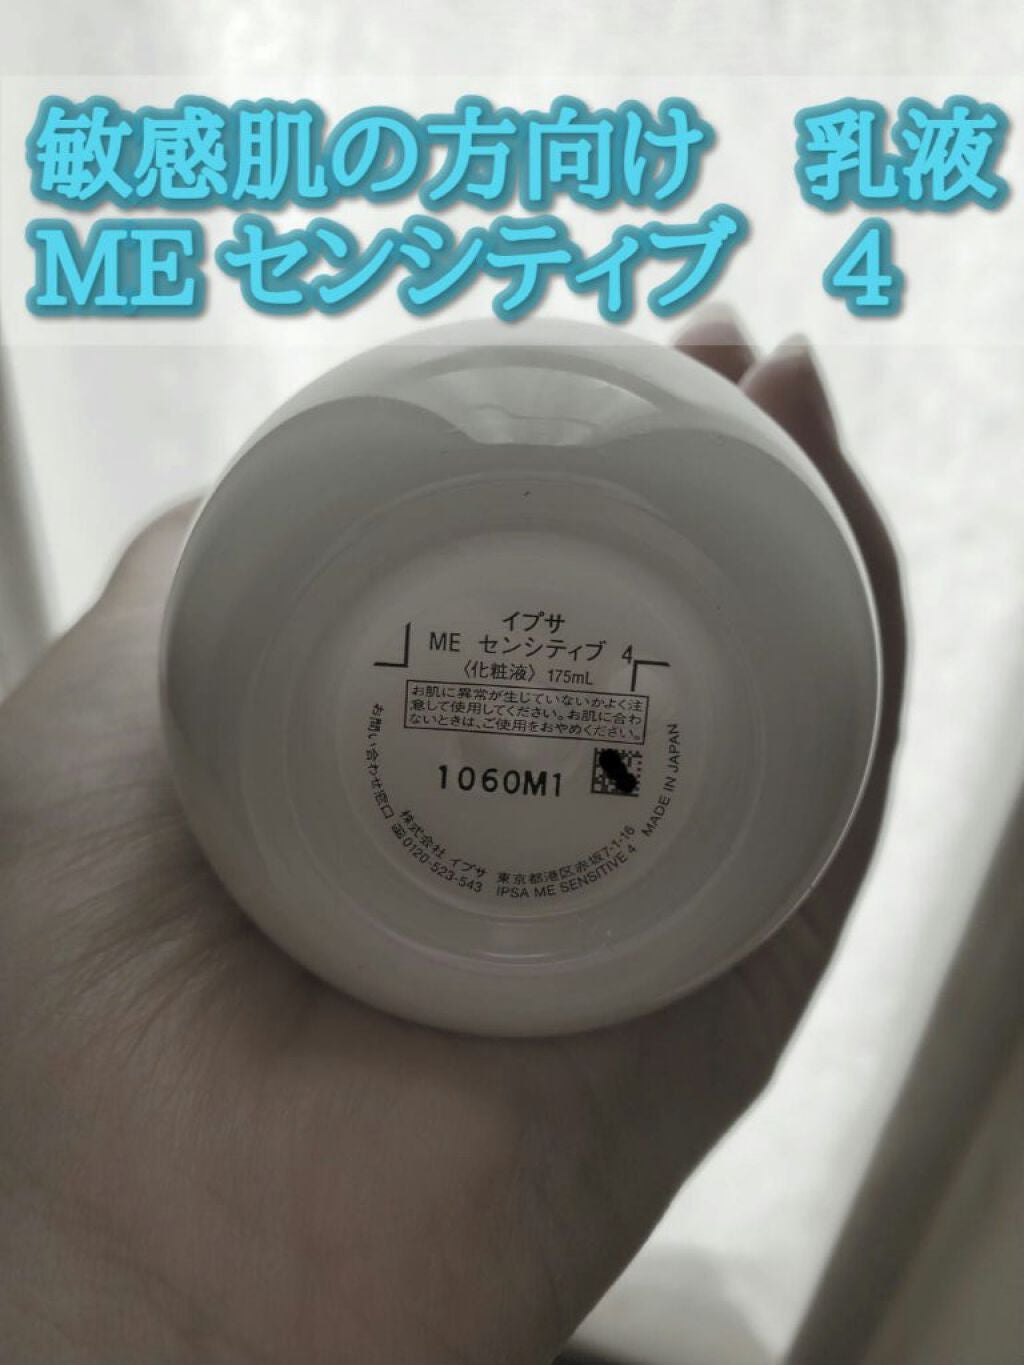 敏感肌の方向け　乳液
ME センシティブ　4
イプサ
ME センシティブ 4
〈化粧液〉 175mL
お肌に異常が生じていないかよく注
意して使用してください。お肌に合わ
ないときは、ご使用をおやめください。
1060M1
お問い合わせ窓口 0120-523-543
株式会社 イプサ 東京都港区赤坂7-1-16
IPSA ME SENSITIVE 4 MADE IN JAPAN